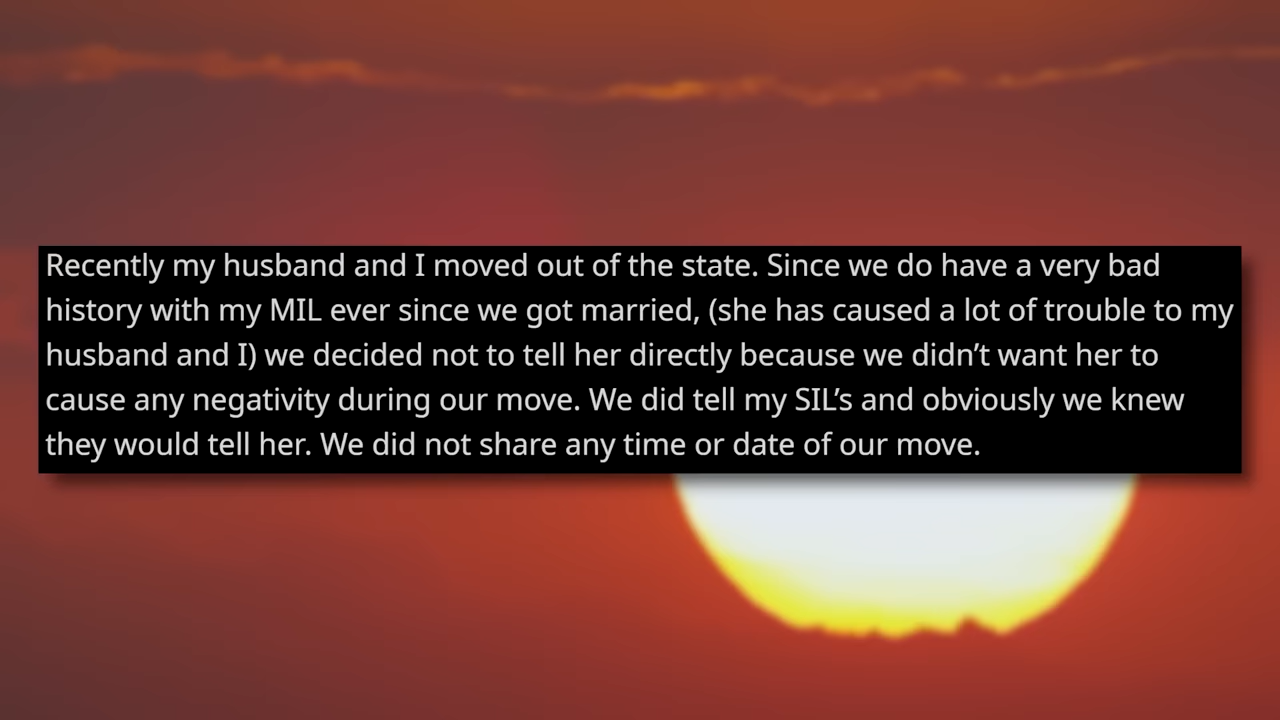 Recently my husband and I moved out of the state. Since we do have a very bad
history with my MIL ever since we got married, (she has caused a lot of trouble to my
husband and I) we decided not to tell her directly because we didn’t want her to
cause any negativity during our move. We did tell my SIL’s and obviously we knew
they would tell her. We did not share any time or date of our move.